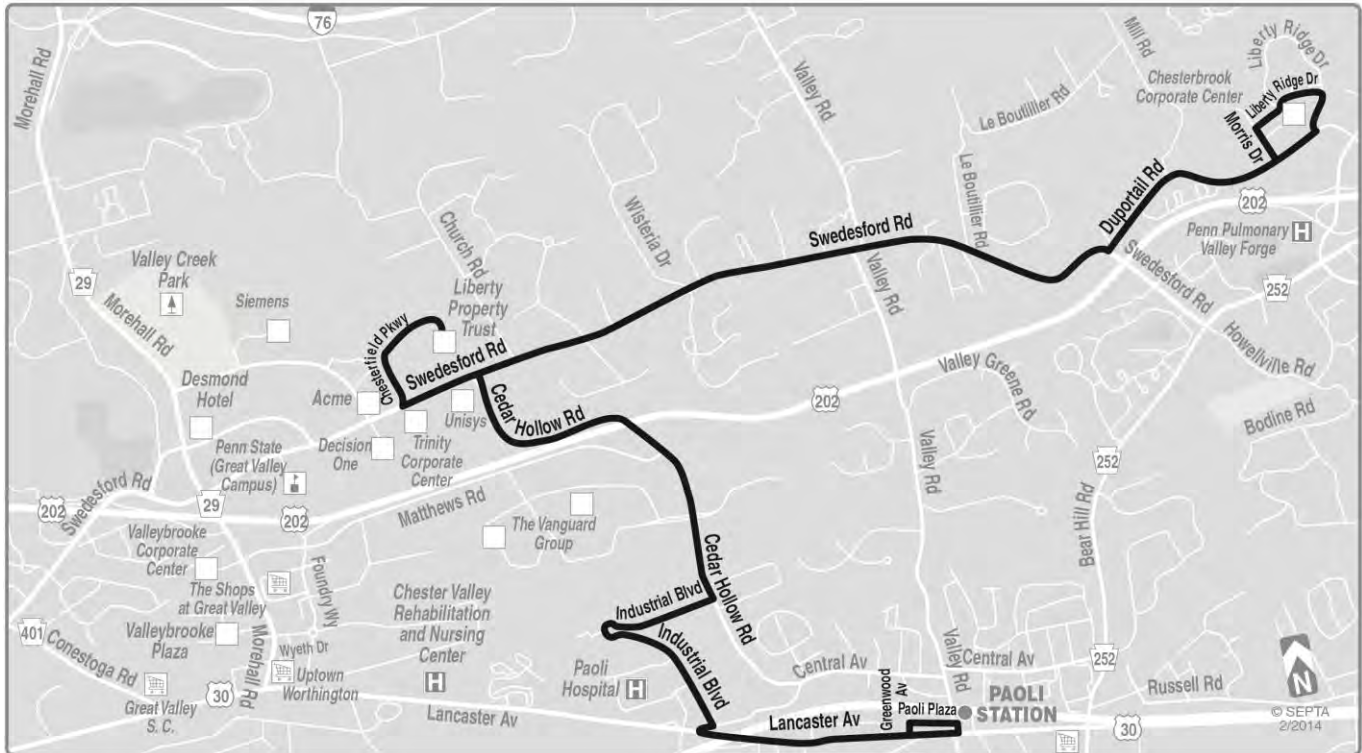 76
Morehall Rd
Valley Rd
Mill Rd
Liberty Ridge Dr
Chesterbrook
Corporate Center
Liberty Ridge Dr
Le Boutillier Rd
Morris Dr
Le Boutillier Rd
Duportail Rd
202
Penn Pulmonary
Valley Forge
H
Wisteria Dr
Church Rd
Swedesford Rd
Valley Rd
Swedesford Rd
252
Valley Creek
Park
29
Morehall Rd
Siemens
Liberty
Property
Trust
Chesterfield Pkwy
Swedesford Rd
Howellville Rd
Valley Greene Rd
Desmond
Hotel
Acme
Unisys
Cedar
Hollow Rd
202
Bodine Rd
Penn State
(Great Valley
Campus)
Decision
One
Trinity
Corporate
Center
Valley Rd
252
Swedesford Rd
202
29
202
Matthews Rd
The Vanguard
Group
Bear Hill Rd
Valleybrooke
Corporate
Center
Foundry Wy
Cedar Hollow Rd
The Shops
at Great Valley
Chester Valley
Rehabilitation
and Nursing
Center
H
Industrial Blvd
401
Conestoga Rd
Valleybrooke
Plaza
Morehall Rd
Wyeth Dr
Industrial Blvd
Valley Rd
Central Av
Central Av
252
N
Paoli
Hospital
H
Uptown
Worthington
30
Great Valley
S. C.
Lancaster Av
Lancaster Av
Greenwood
Av
Paoli Plaza
PAOLI
STATION
Russell Rd
30
© SEPTA
2/2014